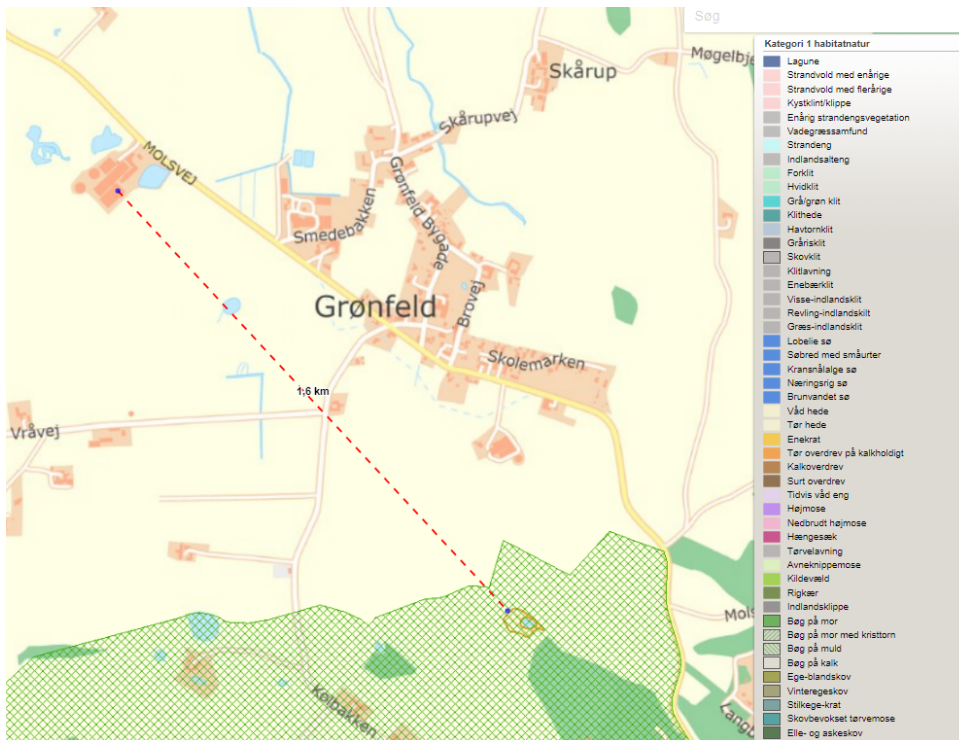 Søg
Skårup
Møgelbje
Skårupvej
MOLSVEJ
Grønfeld Bygade
Smedebakken
Grønfeld
Brovej
Skolemarken
1,6 km
Vråvej
Kolbakken
Mols
Langb
Kategori 1 habitatnatur
Lagune
Strandvold med enårige
Strandvold med flerårige
Kystklint/klippe
Enårig strandengsvegetation
Vadegræssamfund
Strandeng
Indlandsalteng
Forklit
Hvidklit
Grå/grøn klit
Klithede
Havtornklit
Grårisklit
Skovklit
Klitlavning
Enebærklit
Visse-indlandsklit
Revling-indlandskilt
Græs-indlandsklit
Lobelie sø
Søbred med småurter
Kransnålalge sø
Næringsrig sø
Brunvandet sø
Våd hede
Tør hede
Enekrat
Tør overdrev på kalkholdigt
Kalkoverdrev
Surt overdrev
Tidvis våd eng
Højmose
Nedbrudt højmose
Hængesæk
Tørvelavning
Avneknippemose
Kildevæld
Rigkær
Indlandsklippe
Bøg på mor
Bøg på mor med kristtorn
Bøg på muld
Bøg på kalk
Ege-blandskov
Vinteregeskov
Stilkege-krat
Skovbevokset tørvemose
Elle- og askeskov